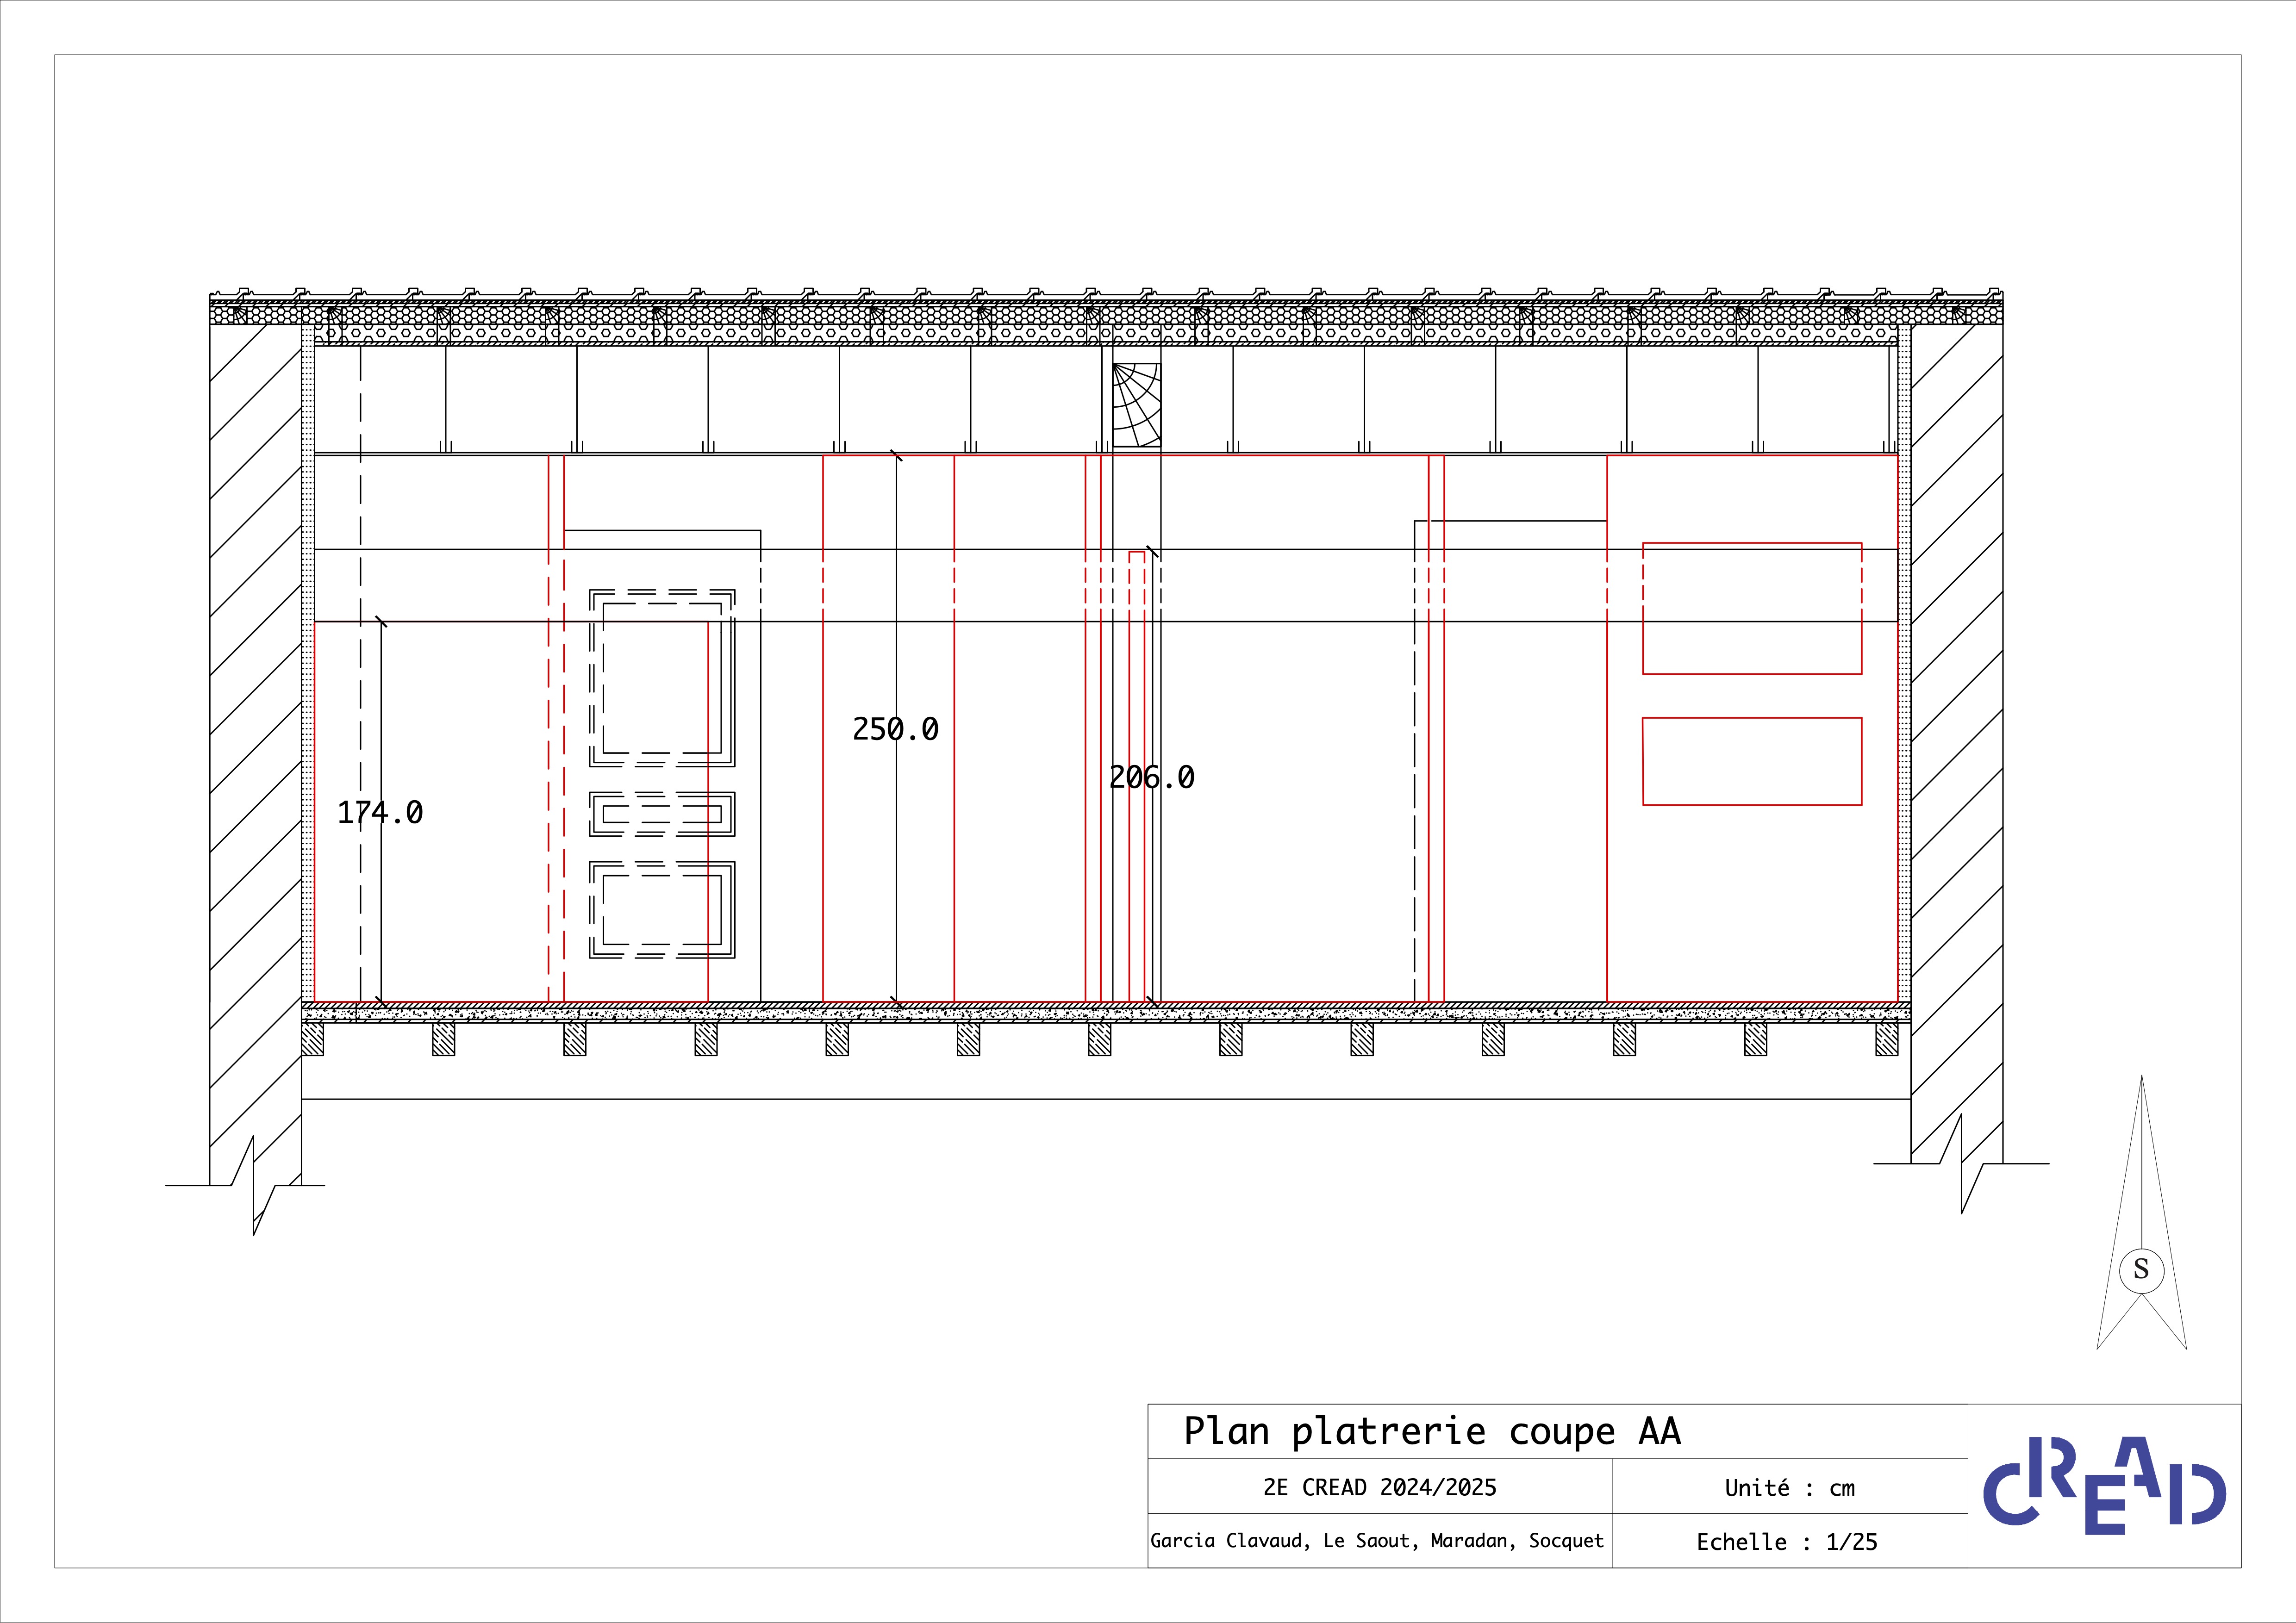 250.0
206.0
174.0
S
Plan platrerie coupe AA
2E CREAD 2024/2025
Unité : cm
Garcia Clavaud, Le Saout, Maradan, Socquet
Echelle : 1/25
CREAD